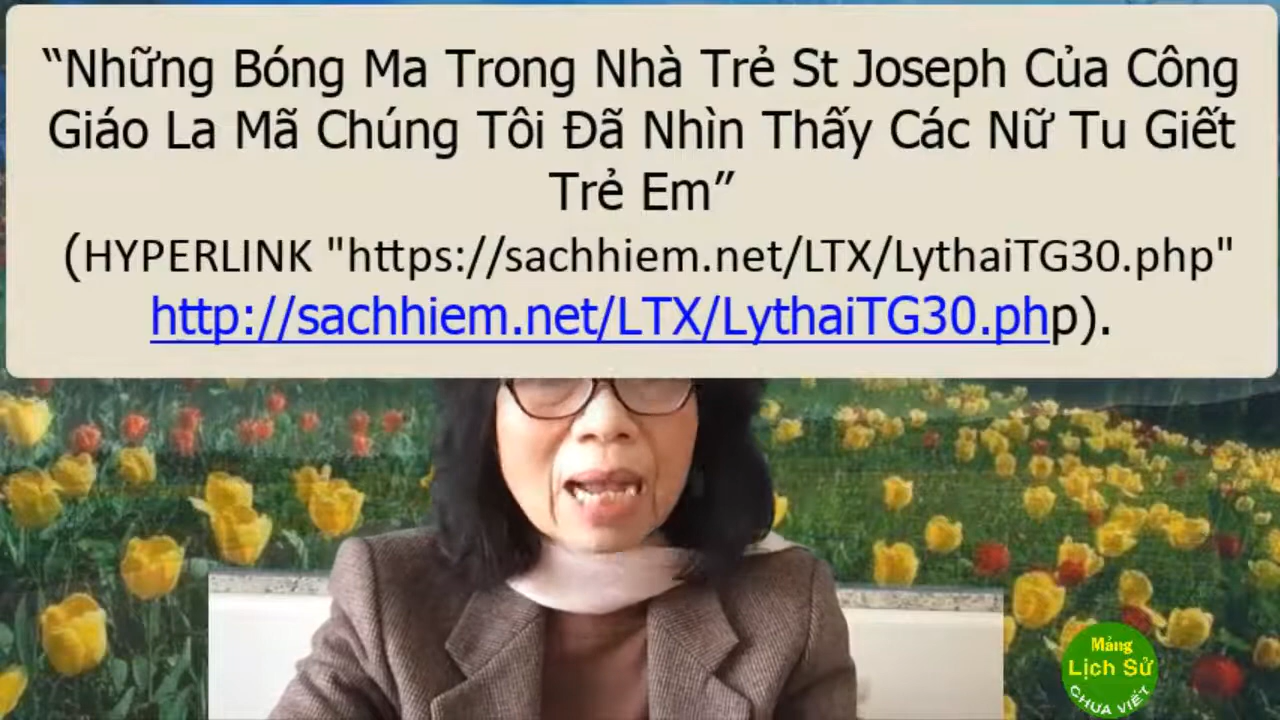 “Những Bóng Ma Trong Nhà Trẻ St Joseph Của Công
Giáo La Mã Chúng Tôi Đã Nhìn Thấy Các Nữ Tu Giết
Trẻ Em”
(HYPERLINK "https://sachhiem.net/LTX/LythaiTG30.php"
http://sachhiem.net/LTX/LythaiTG30.php).
Mảng
Lịch Sử
CHƯA VIẾT